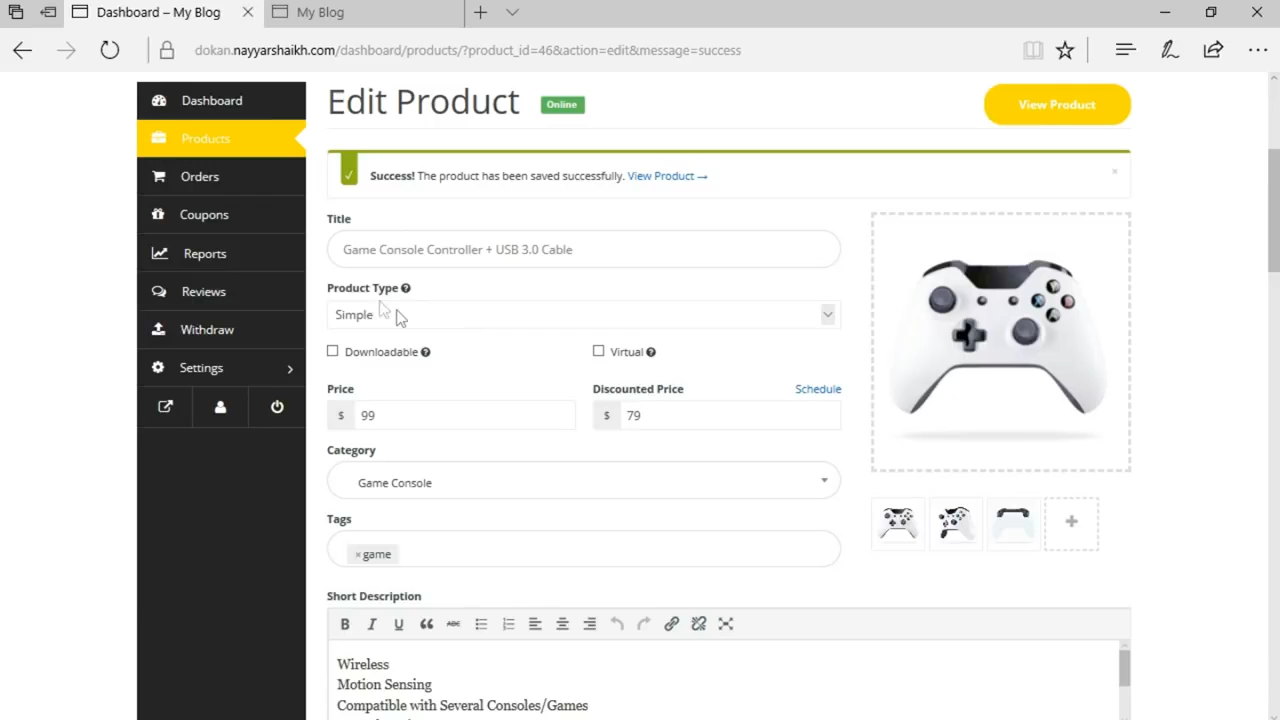 Dashboard – My Blog
My Blog
dokan.nayyarshaikh.com/dashboard/products/?product_id=46&action=edit&message=success
Dashboard
Products
Orders
Coupons
Reports
Reviews
Withdraw
Settings
Edit Product
Online
View Product
Success! The product has been saved successfully. View Product →
Title
Game Console Controller + USB 3.0 Cable
Product Type
Simple
Downloadable
Virtual
Price
Discounted Price
Schedule
$ 99
$ 79
Category
Game Console
Tags
×game
Short Description
B I U ABC
Wireless
Motion Sensing
Compatible with Several Consoles/Games